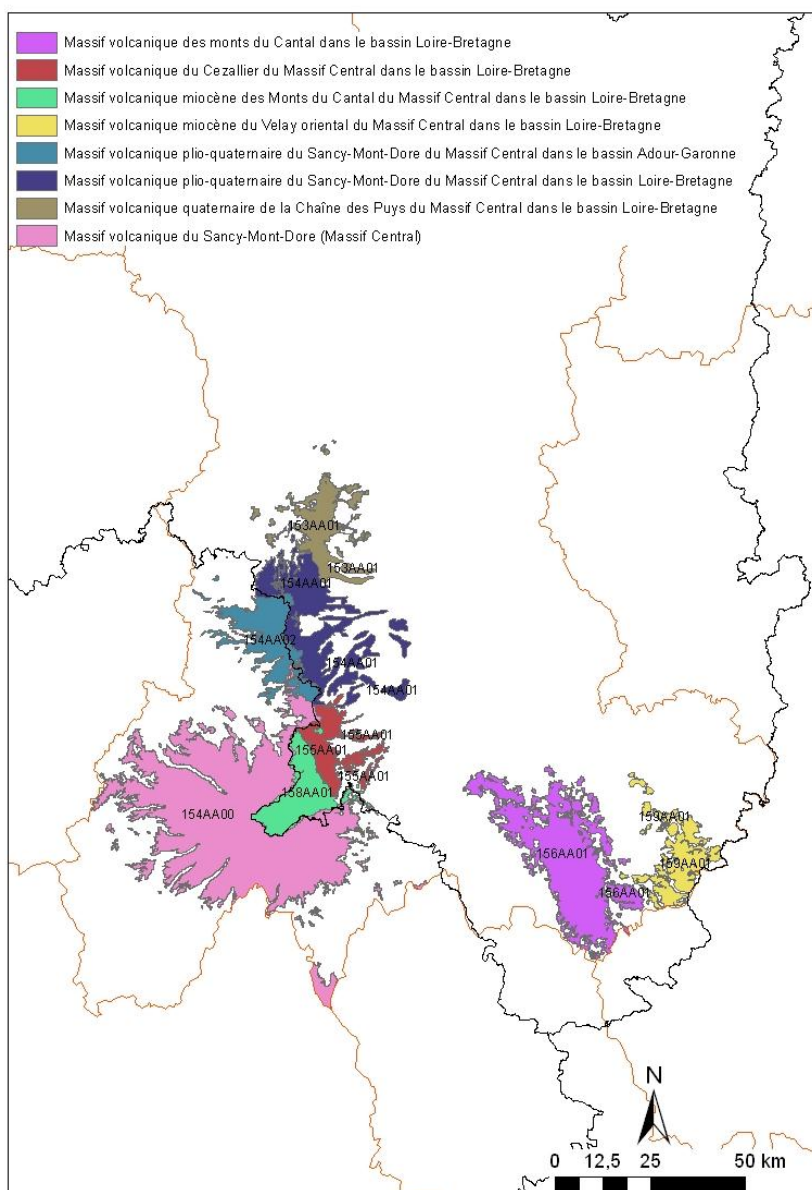 Massif volcanique des monts du Cantal dans le bassin Loire-Bretagne
Massif volcanique du Cezallier du Massif Central dans le bassin Loire-Bretagne
Massif volcanique miocène des Monts du Cantal du Massif Central dans le bassin Loire-Bretagne
Massif volcanique miocène du Velay oriental du Massif Central dans le bassin Loire-Bretagne
Massif volcanique plio-quaternaire du Sancy-Mont-Dore du Massif Central dans le bassin Adour-Garonne
Massif volcanique plio-quaternaire du Sancy-Mont-Dore du Massif Central dans le bassin Loire-Bretagne
Massif volcanique quaternaire de la Chaîne des Puys du Massif Central dans le bassin Loire-Bretagne
Massif volcanique du Sancy-Mont-Dore (Massif Central)
153AA01
153AA01
154AA01
154AA02
154AA01
154AA01
155AA01
155AA01
155AA01
158AA01
154AA00
159AA01
156AA01
159AA01
156AA01
N
0 12,5 25 50 km